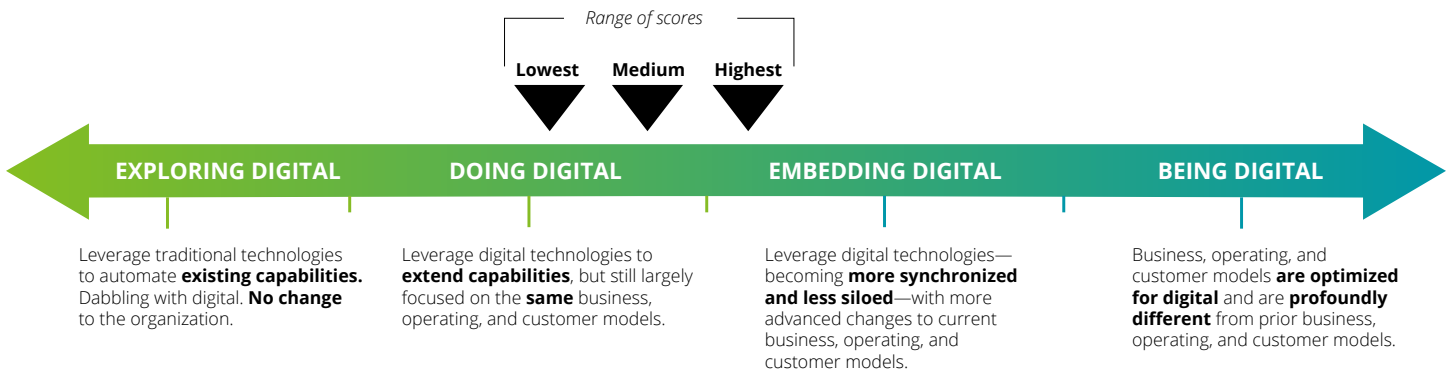 Range of scores
Lowest Medium Highest
EXPLORING DIGITAL
DOING DIGITAL
EMBEDDING DIGITAL
BEING DIGITAL
Leverage traditional technologies
to automate existing capabilities.
Dabbling with digital. No change
to the organization.
Leverage digital technologies to
extend capabilities, but still largely
focused on the same business,
operating, and customer models.
Leverage digital technologies—
becoming more synchronized
and less siloed—with more
advanced changes to current
business, operating, and
customer models.
Business, operating, and
customer models are optimized
for digital and are profoundly
different from prior business,
operating, and customer models.